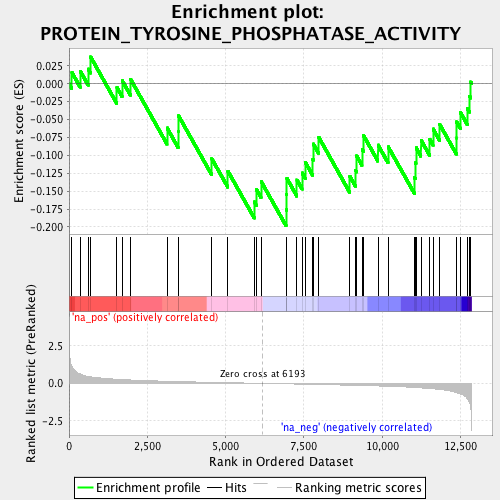 Enrichment plot:
PROTEIN_TYROSINE_PHOSPHATASE_ACTIVITY
Enrichment score (ES)
0.025
0.000
-0.025
-0.050
-0.075
-0.100
-0.125
-0.150
-0.175
-0.200
'na_pos' (positively correlated)
Ranked list metric (PreRanked)
2.5
0.0
-2.5
Zero cross at 6193
'na_neg' (negatively correlated)
0
2,500
5,000
7,500
10,000
12,500
Rank in Ordered Dataset
Enrichment profile
Hits
Ranking metric scores